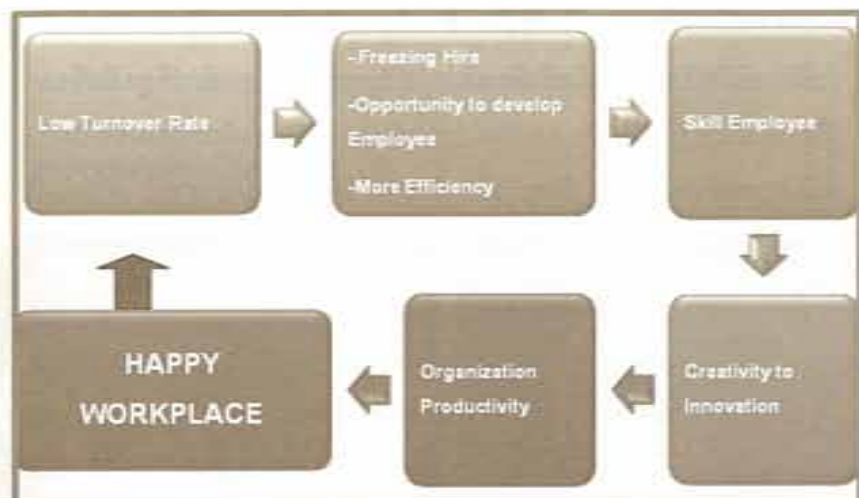 Low Turnover Rate
-Freezing Hire
-Opportunity to develop
Employee
-More Efficiency
Skill Employee
Creativity to
Innovation
Organization
Productivity
HAPPY
WORKPLACE